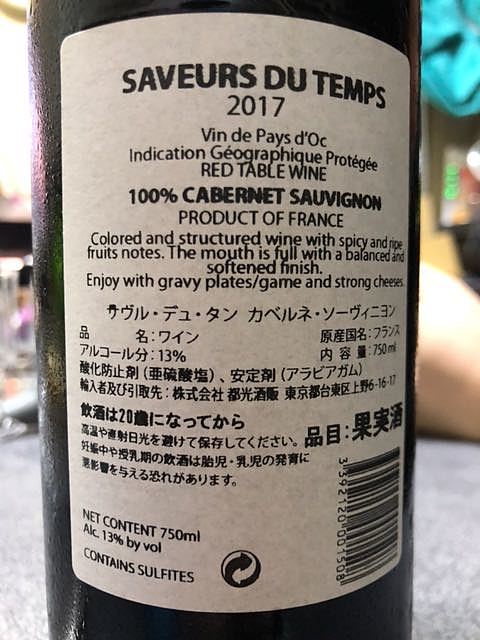 SAVEURS DU TEMPS
2017
Vin de Pays d'Oc
Indication Géographique Protégée
RED TABLE WINE
100% CABERNET SAUVIGNON
PRODUCT OF FRANCE
Colored and structured wine with spicy and ripe
fruits notes. The mouth is full with a balanced and
softened finish.
Enjoy with gravy plates/game and strong cheeses.
サヴル・デュ・タン カベルネ・ソーヴィニヨン
品 名:ワイン 原産国名:フランス
アルコール分:13% 内 容 量:750ml
酸化防止剤(亜硫酸塩)、安定剤(アラビアガム)
輸入者及び引取先:株式会社 都光酒販 東京都台東区上野6-16-17
飲酒は20歳になってから
高温や直射日光を避けて保存してください。
妊娠中や授乳期の飲酒は胎児・乳児の発育に
悪影響を与える恐れがあります。
品目:果実酒
NET CONTENT 750ml
Alc. 13% by vol
CONTAINS SULFITES
3392120001508